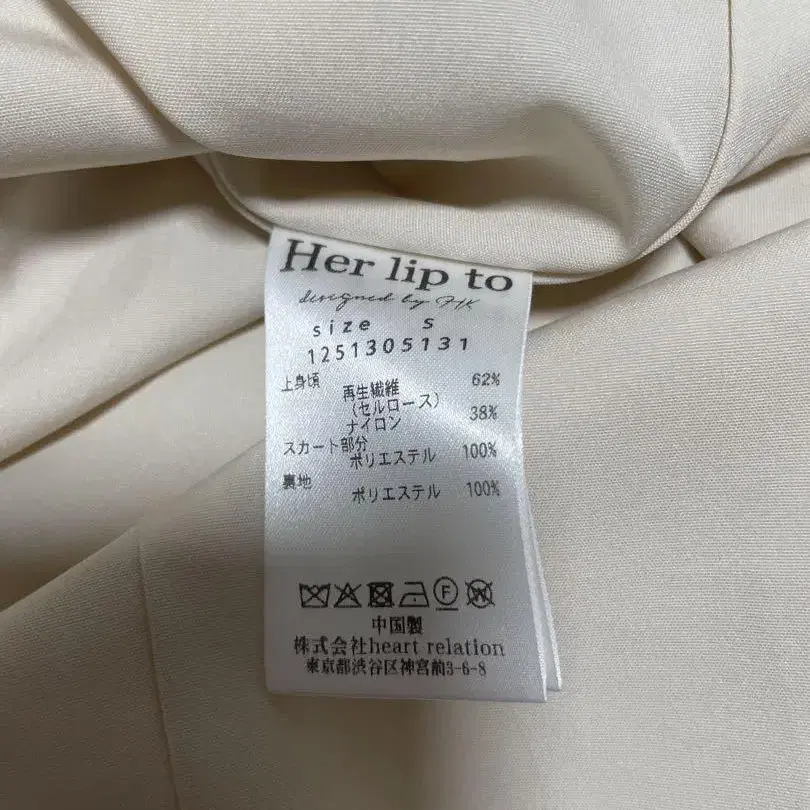 Her lip to
designed by HK
size s
1251305131
上身頃 再生繊維 62%
(セルロース)
ナイロン 38%
スカート部分
ポリエステル 100%
裏地 ポリエステル 100%
F
中国製
株式会社heart relation
東京都渋谷区神宮前3-6-8